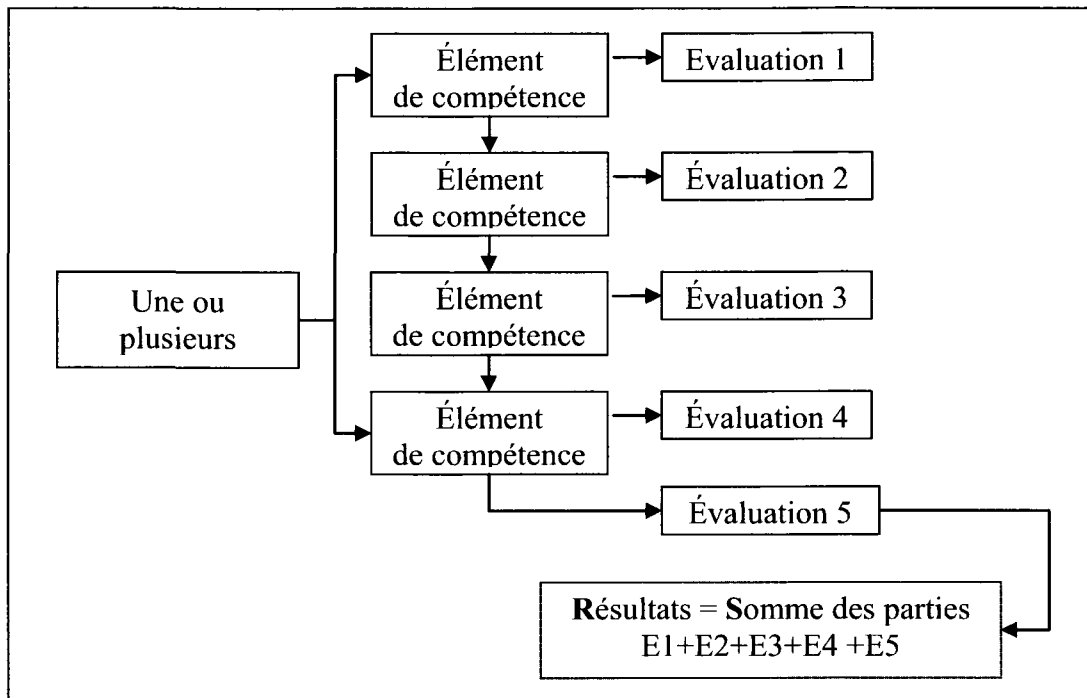 Élément
de compétence
Evaluation 1
Élément
de compétence
Évaluation 2
Une ou
plusieurs
Élément
de compétence
Évaluation 3
Élément
de compétence
Évaluation 4
Évaluation 5
Résultats = Somme des parties
E1+E2+E3+E4 +E5